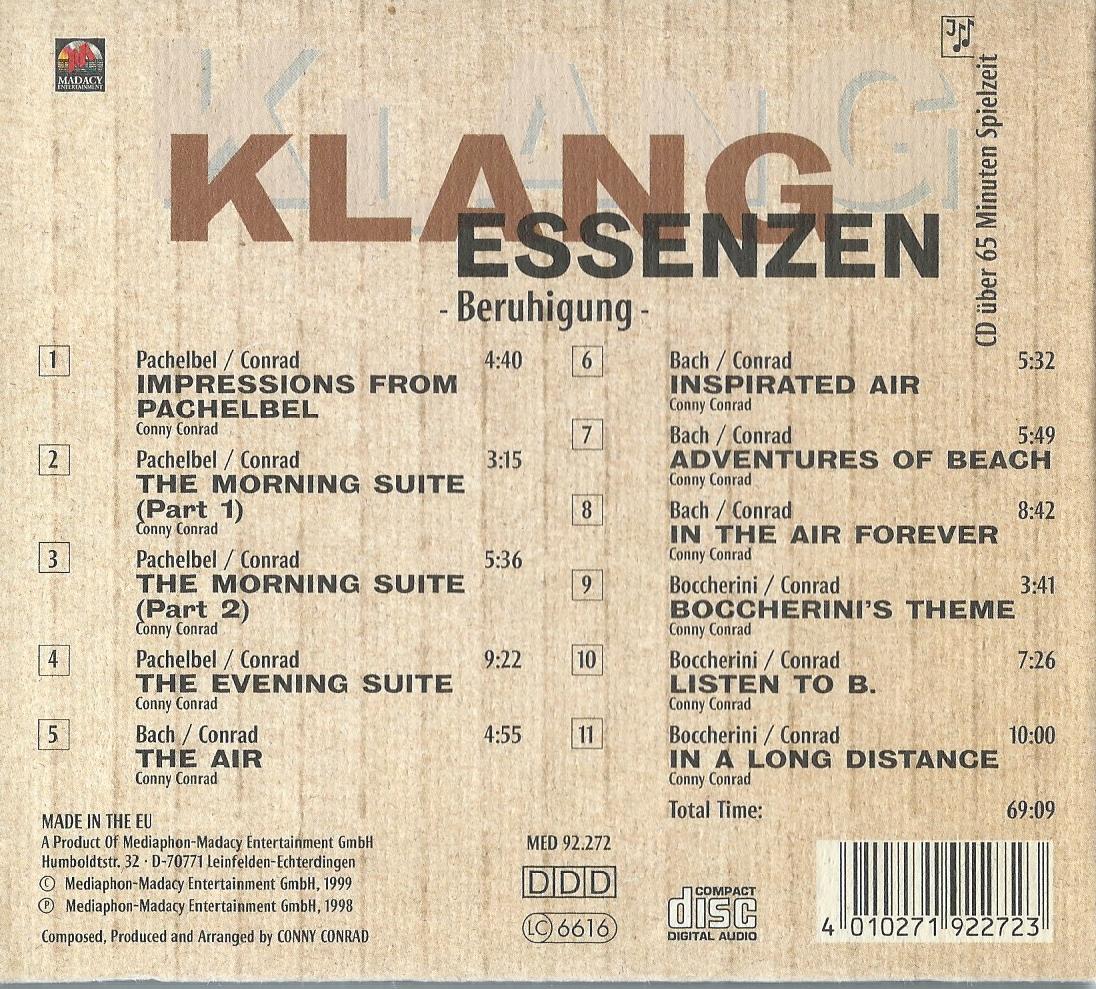 MADACY
ENTERTAINMENT
KLANG
KLANG
ESSENZEN
- Beruhigung -
CD über 65 Minuten Spielzeit
1 Pachelbel / Conrad 4:40
IMPRESSIONS FROM
PACHELBEL
Conny Conrad
2 Pachelbel / Conrad 3:15
THE MORNING SUITE
(Part 1)
Conny Conrad
3 Pachelbel / Conrad 5:36
THE MORNING SUITE
(Part 2)
Conny Conrad
4 Pachelbel / Conrad 9:22
THE EVENING SUITE
Conny Conrad
5 Bach / Conrad 4:55
THE AIR
Conny Conrad
6 Bach / Conrad 5:32
INSPIRATED AIR
Conny Conrad
7 Bach / Conrad 5:49
ADVENTURES OF BEACH
Conny Conrad
8 Bach / Conrad 8:42
IN THE AIR FOREVER
Conny Conrad
9 Boccherini / Conrad 3:41
BOCCHERINI'S THEME
Conny Conrad
10 Boccherini / Conrad 7:26
LISTEN TO B.
Conny Conrad
11 Boccherini / Conrad 10:00
IN A LONG DISTANCE
Conny Conrad
Total Time: 69:09
MADE IN THE EU
A Product Of Mediaphon-Madacy Entertainment GmbH
Humboldtstr. 32 · D-70771 Leinfelden-Echterdingen
© Mediaphon-Madacy Entertainment GmbH, 1999
℗ Mediaphon-Madacy Entertainment GmbH, 1998
Composed, Produced and Arranged by CONNY CONRAD
MED 92.272
DDD
LC 6616
COMPACT
disc
DIGITAL AUDIO
4 010271 922723